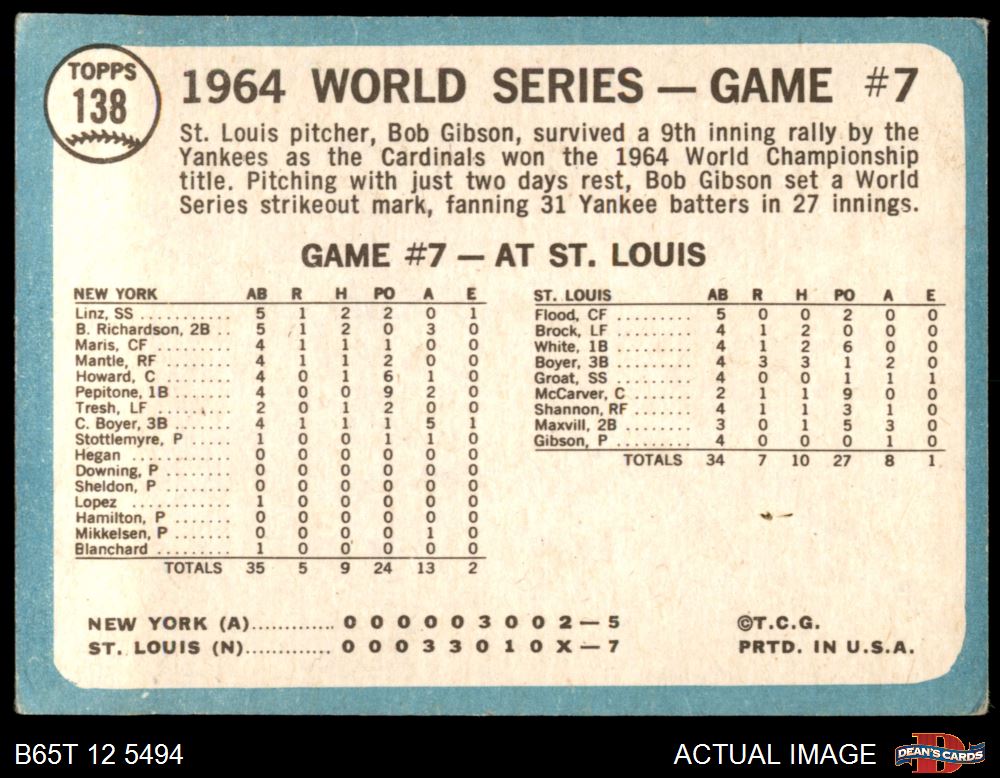 TOPPS
138
1964 WORLD SERIES — GAME #7
St. Louis pitcher, Bob Gibson, survived a 9th inning rally by the
Yankees as the Cardinals won the 1964 World Championship
title. Pitching with just two days rest, Bob Gibson set a World
Series strikeout mark, fanning 31 Yankee batters in 27 innings.
GAME #7 — AT ST. LOUIS
NEW YORK AB R H PO A E
Linz, SS ............ 5 1 2 2 0 1
B. Richardson, 2B .. 5 1 2 0 3 0
Maris, CF .......... 4 1 1 1 0 0
Mantle, RF ......... 4 1 1 2 0 0
Howard, C ......... 4 0 1 6 1 0
Pepitone, 1B ....... 4 0 0 9 2 0
Tresh, LF .......... 2 0 1 2 0 0
C. Boyer, 3B ....... 4 1 1 1 5 1
Stottlemyre, P ..... 1 0 0 1 1 0
Hegan ............. 0 0 0 0 0 0
Downing, P ........ 0 0 0 0 0 0
Sheldon, P ........ 0 0 0 0 0 0
Lopez ............. 1 0 0 0 0 0
Hamilton, P ....... 0 0 0 0 0 0
Mikkelsen, P ...... 0 0 0 0 1 0
Blanchard ......... 1 0 0 0 0 0
TOTALS 35 5 9 24 13 2
ST. LOUIS AB R H PO A E
Flood, CF ......... 5 0 0 2 0 0
Brock, LF ......... 4 1 2 0 0 0
White, 1B ......... 4 1 2 6 0 0
Boyer, 3B ......... 4 3 3 1 2 0
Groat, SS ......... 4 0 0 1 1 1
McCarver, C ...... 2 1 1 9 0 0
Shannon, RF ...... 4 1 1 3 1 0
Maxvill, 2B ....... 3 0 1 5 3 0
Gibson, P ......... 4 0 0 0 1 0
TOTALS 34 7 10 27 8 1
NEW YORK (A)............. 0 0 0 0 0 3 0 0 2 — 5
ST. LOUIS (N)............. 0 0 0 3 3 0 1 0 X — 7
©T.C.G.
PRTD. IN U.S.A.
B65T 12 5494
ACTUAL IMAGE
DEAN'S CARDS